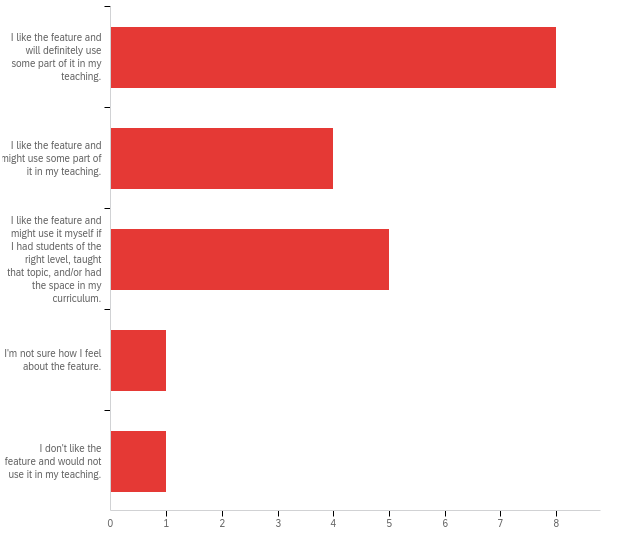 I like the feature and
will definitely use
some part of it in my
teaching.
I like the feature and
might use some part of
it in my teaching.
I like the feature and
might use it myself if
I had students of the
right level, taught
that topic, and/or had
the space in my
curriculum.
I'm not sure how I feel
about the feature.
I don't like the
feature and would not
use it in my teaching.
0 1 2 3 4 5 6 7 8